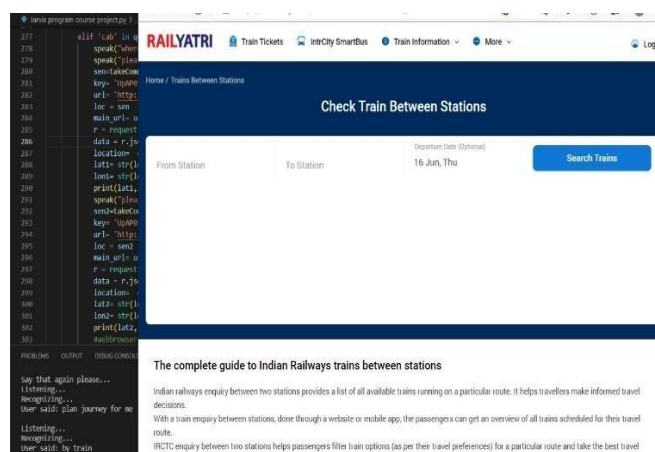 Jarvis program course project.py >
277 elif 'cab' in q
278 speak("wher
279 speak("plea
280 sen=takeCom
281 key= 'UpAP0
282 url= 'http:
283 loc = sen
284 main_url= u
285 r = request
286 data = r.js
287 location=
288 lat1= str(l
289 lon1= str(l
290 print(lat1,
291 speak("plea
292 sen2=takeCo
293 key= 'UpAP0
294 url= 'http:
295 loc = sen2
296 main_url= u
297 r = request
298 data = r.js
299 location=
300 lat2= str(l
301 lon2= str(l
302 print(lat2,
303 #webbrowser
PROBLEMS OUTPUT DEBUG CONSOLE
Say that again please...
Listening...
Recognizing...
User said: plan journey for me
Listening...
Recognizing...
User said: by train
RAILYATRI Train Tickets IntrCity SmartBus Train Information More Log
Home / Trains Between Stations
Check Train Between Stations
From Station To Station Departure Date (Optional) 16 Jun, Thu Search Trains
The complete guide to Indian Railways trains between stations
Indian railways enquiry between two stations provides a list of all available trains running on a particular route. It helps travellers make informed travel
decisions.
With a train enquiry between stations, done through a website or mobile app, the passengers can get an overview of all trains scheduled for their travel
route.
IRCTC enquiry between two stations helps passengers filter train options (as per their travel preferences) for a particular route and take the best travel